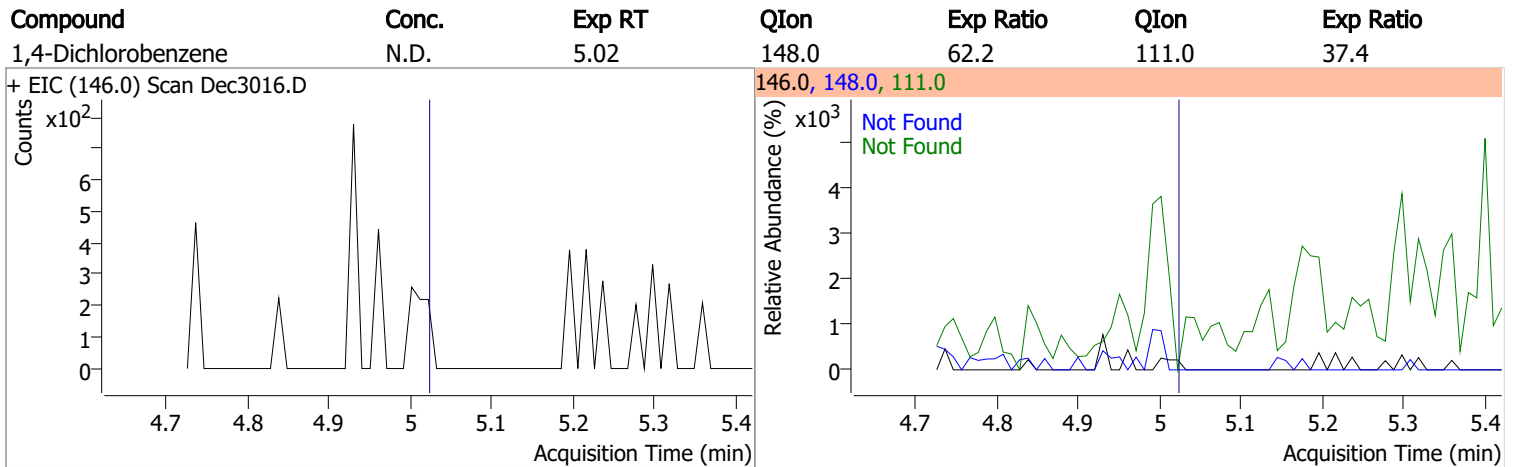 Compound Conc. Exp RT QIon Exp Ratio QIon Exp Ratio
1,4-Dichlorobenzene N.D. 5.02 148.0 62.2 111.0 37.4
+ EIC (146.0) Scan Dec3016.D
Counts
x10²
6
5
4
3
2
1
0
4.7 4.8 4.9 5 5.1 5.2 5.3 5.4
Acquisition Time (min)
146.0, 148.0, 111.0
Relative Abundance (%)
x10³
Not Found
Not Found
4
3
2
1
0
4.7 4.8 4.9 5 5.1 5.2 5.3 5.4
Acquisition Time (min)